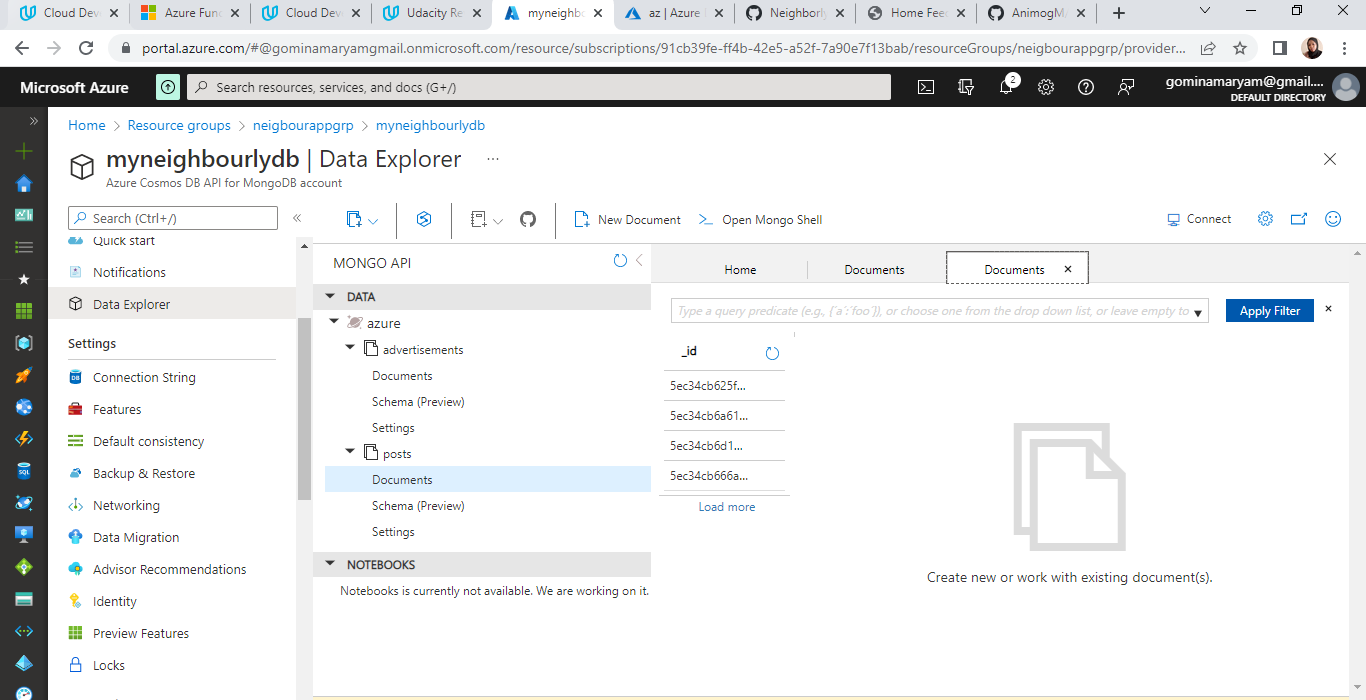 Cloud Deve
Azure Func
Cloud Deve
Udacity Re
myneighbo
az | Azure
Neighborly
Home Feed
AnimogMA
portal.azure.com/#@gominamaryamgmail.onmicrosoft.com/resource/subscriptions/91cb39fe-ff4b-42e5-a52f-7a90e7f13bab/resourceGroups/neigbourappgrp/provider...
Microsoft Azure
Search resources, services, and docs (G+/)
2
gominamaryam@gmail....
DEFAULT DIRECTORY
Home > Resource groups > neigbourappgrp > myneighbourlydb
myneighbourlydb | Data Explorer ...
Azure Cosmos DB API for MongoDB account
Search (Ctrl+/)
Quick start
Notifications
Data Explorer
Settings
Connection String
Features
Default consistency
Backup & Restore
Networking
Data Migration
Advisor Recommendations
Identity
Preview Features
Locks
New Document
Open Mongo Shell
Connect
MONGO API
DATA
azure
advertisements
Documents
Schema (Preview)
Settings
posts
Documents
Schema (Preview)
Settings
NOTEBOOKS
Notebooks is currently not available. We are working on it.
Home
Documents
Documents
Type a query predicate (e.g., {´a´:´foo´}), or choose one from the drop down list, or leave empty to
Apply Filter
_id
5ec34cb625f...
5ec34cb6a61...
5ec34cb6d1...
5ec34cb666a...
Load more
Create new or work with existing document(s).